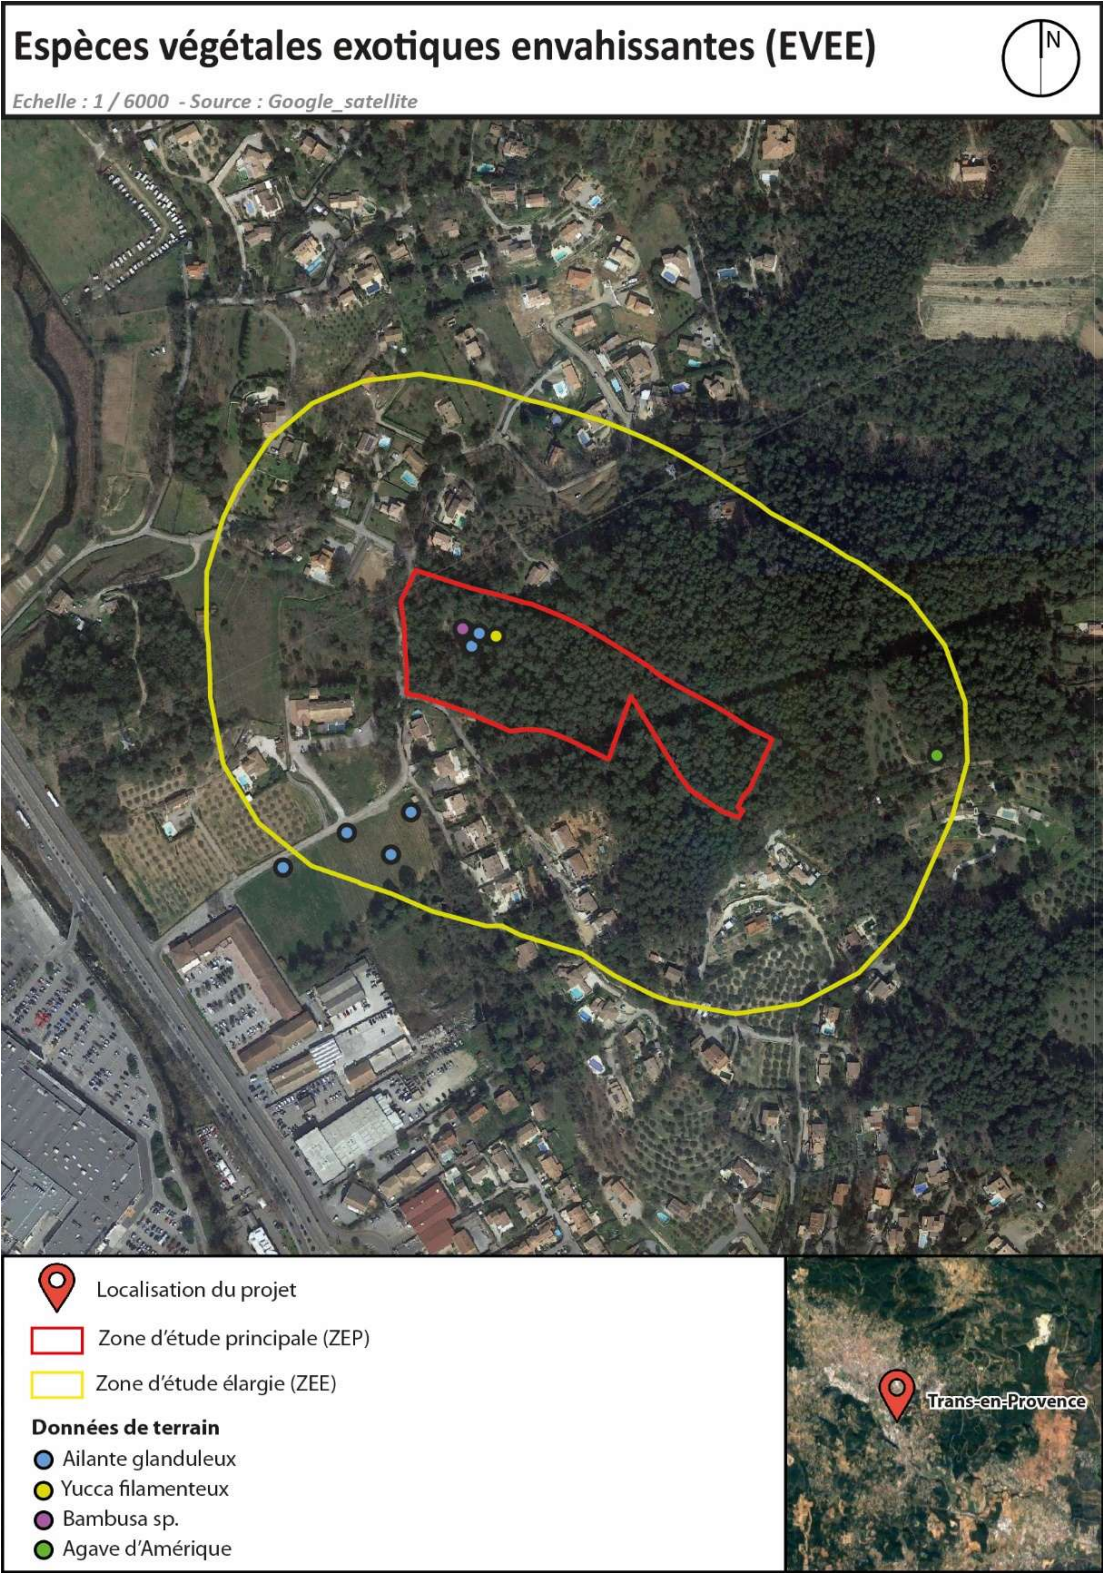 Espèces végétales exotiques envahissantes (EVEE)
N
Echelle : 1 / 6000 - Source : Google_satellite
Localisation du projet
Zone d'étude principale (ZEP)
Zone d'étude élargie (ZEE)
Données de terrain
Ailante glanduleux
Yucca filamenteux
Bambusa sp.
Agave d'Amérique
Trans-en-Provence